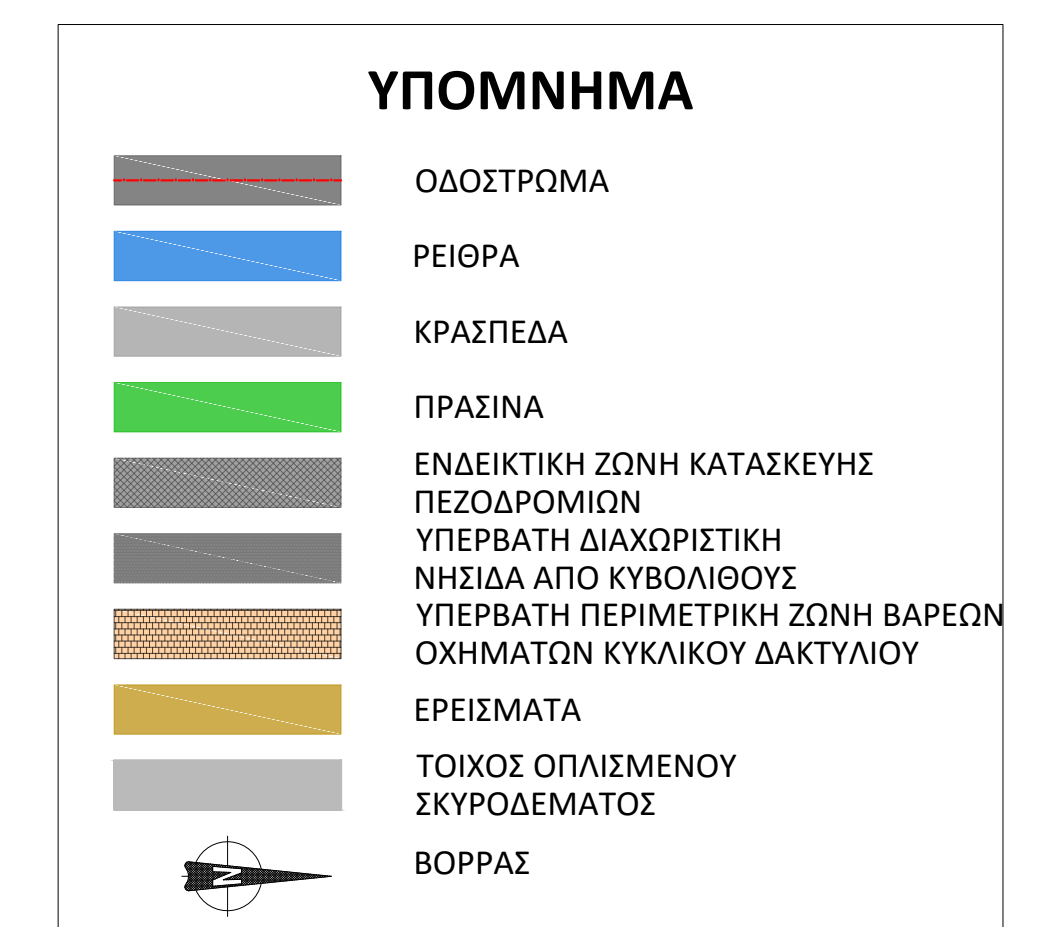 ΥΠΟΜΝΗΜΑ
ΟΔΟΣΤΡΩΜΑ
ΡΕΙΘΡΑ
ΚΡΑΣΠΕΔΑ
ΠΡΑΣΙΝΑ
ΕΝΔΕΙΚΤΙΚΗ ΖΩΝΗ ΚΑΤΑΣΚΕΥΗΣ
ΠΕΖΟΔΡΟΜΙΩΝ
ΥΠΕΡΒΑΤΗ ΔΙΑΧΩΡΙΣΤΙΚΗ
ΝΗΣΙΔΑ ΑΠΟ ΚΥΒΟΛΙΘΟΥΣ
ΥΠΕΡΒΑΤΗ ΠΕΡΙΜΕΤΡΙΚΗ ΖΩΝΗ ΒΑΡΕΩΝ
ΟΧΗΜΑΤΩΝ ΚΥΚΛΙΚΟΥ ΔΑΚΤΥΛΙΟΥ
ΕΡΕΙΣΜΑΤΑ
ΤΟΙΧΟΣ ΟΠΛΙΣΜΕΝΟΥ
ΣΚΥΡΟΔΕΜΑΤΟΣ
N
ΒΟΡΡΑΣ